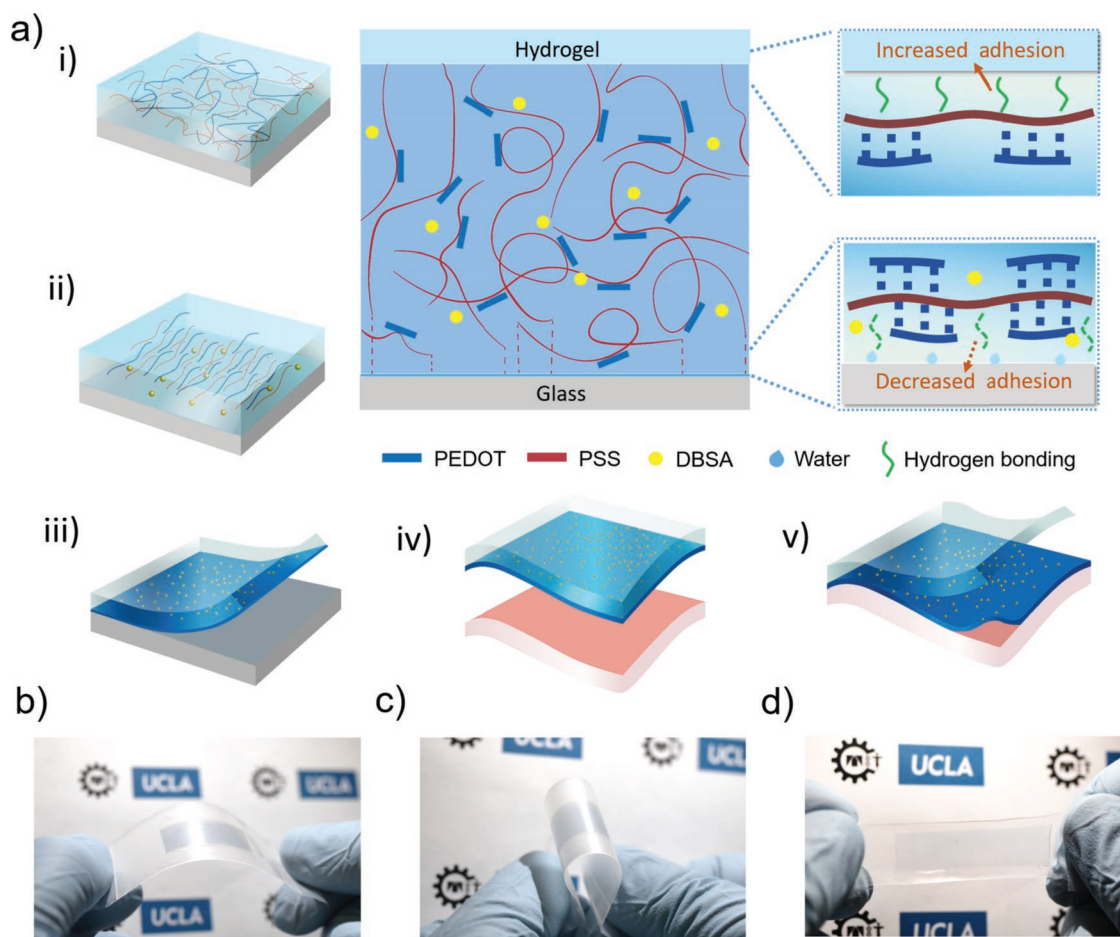 a)
i)
Hydrogel
Increased adhesion
ii)
Glass
Decreased adhesion
PEDOT PSS DBSA Water Hydrogen bonding
iii)
iv)
v)
b)
c)
d)
UCLA
UCLA
UCLA
UCLA
UCLA